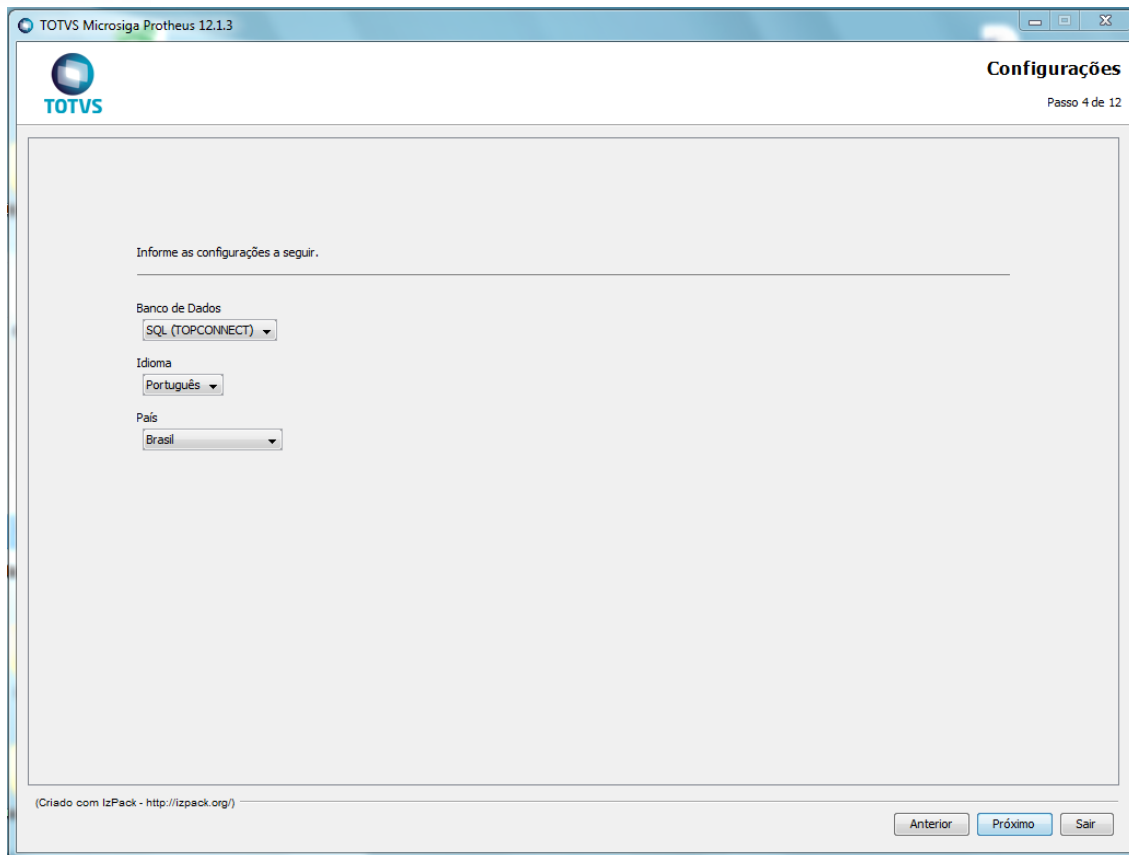 TOTVS Microsiga Protheus 12.1.3
TOTVS
Configurações
Passo 4 de 12
Informe as configurações a seguir.
Banco de Dados
SQL (TOPCONNECT)
Idioma
Português
País
Brasil
(Criado com IzPack - http://izpack.org/)
Anterior Próximo Sair